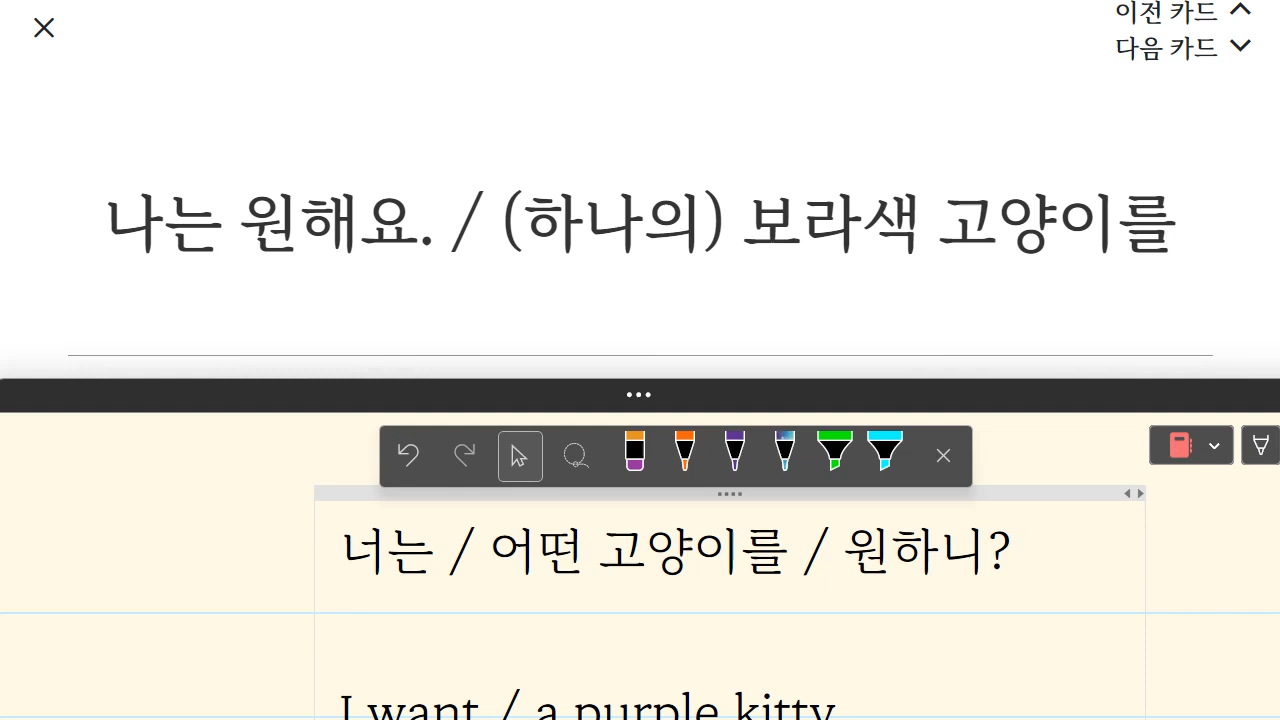 이전 카드
다음 카드
나는 원해요. / (하나의) 보라색 고양이를
너는 / 어떤 고양이를 / 원하니?
I want / a purple kitty